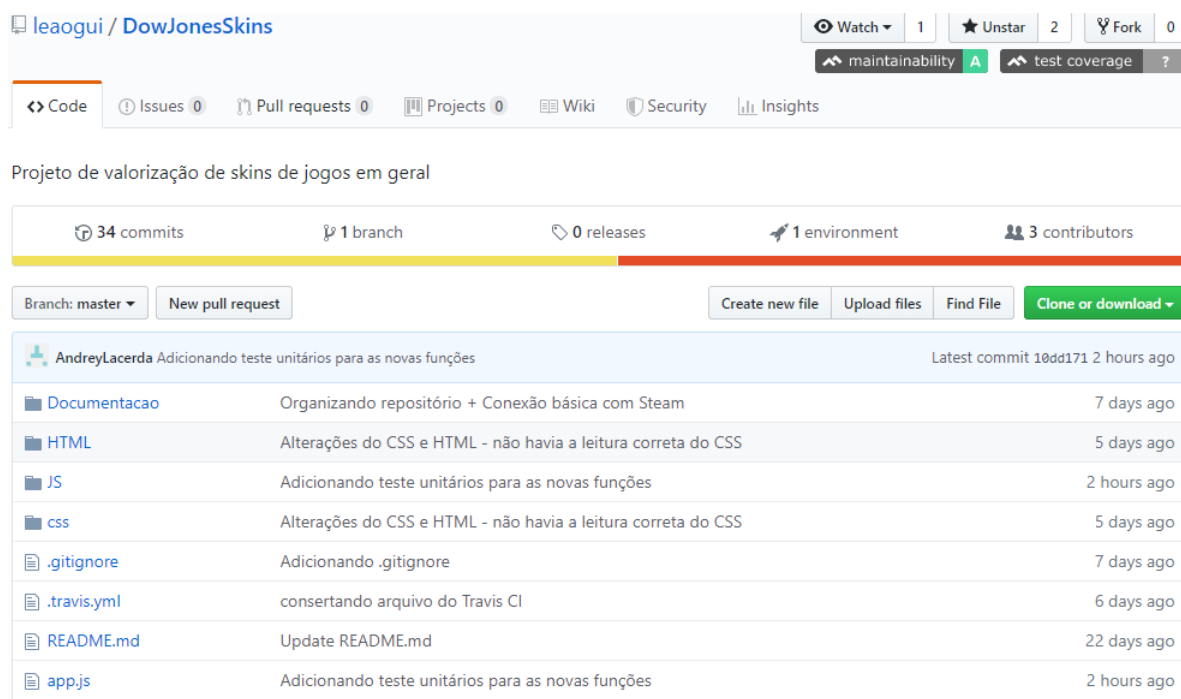 leaogui / DowJonesSkins Watch 1 Unstar 2 Fork 0
maintainability A test coverage ?
Code Issues 0 Pull requests 0 Projects 0 Wiki Security Insights
Projeto de valorização de skins de jogos em geral
34 commits 1 branch 0 releases 1 environment 3 contributors
Branch: master New pull request Create new file Upload files Find File Clone or download
AndreyLacerda Adicionando teste unitários para as novas funções Latest commit 10dd171 2 hours ago
Documentacao Organizando repositório + Conexão básica com Steam 7 days ago
HTML Alterações do CSS e HTML - não havia a leitura correta do CSS 5 days ago
JS Adicionando teste unitários para as novas funções 2 hours ago
css Alterações do CSS e HTML - não havia a leitura correta do CSS 5 days ago
.gitignore Adicionando .gitignore 7 days ago
.travis.yml consertando arquivo do Travis CI 6 days ago
README.md Update README.md 22 days ago
app.js Adicionando teste unitários para as novas funções 2 hours ago